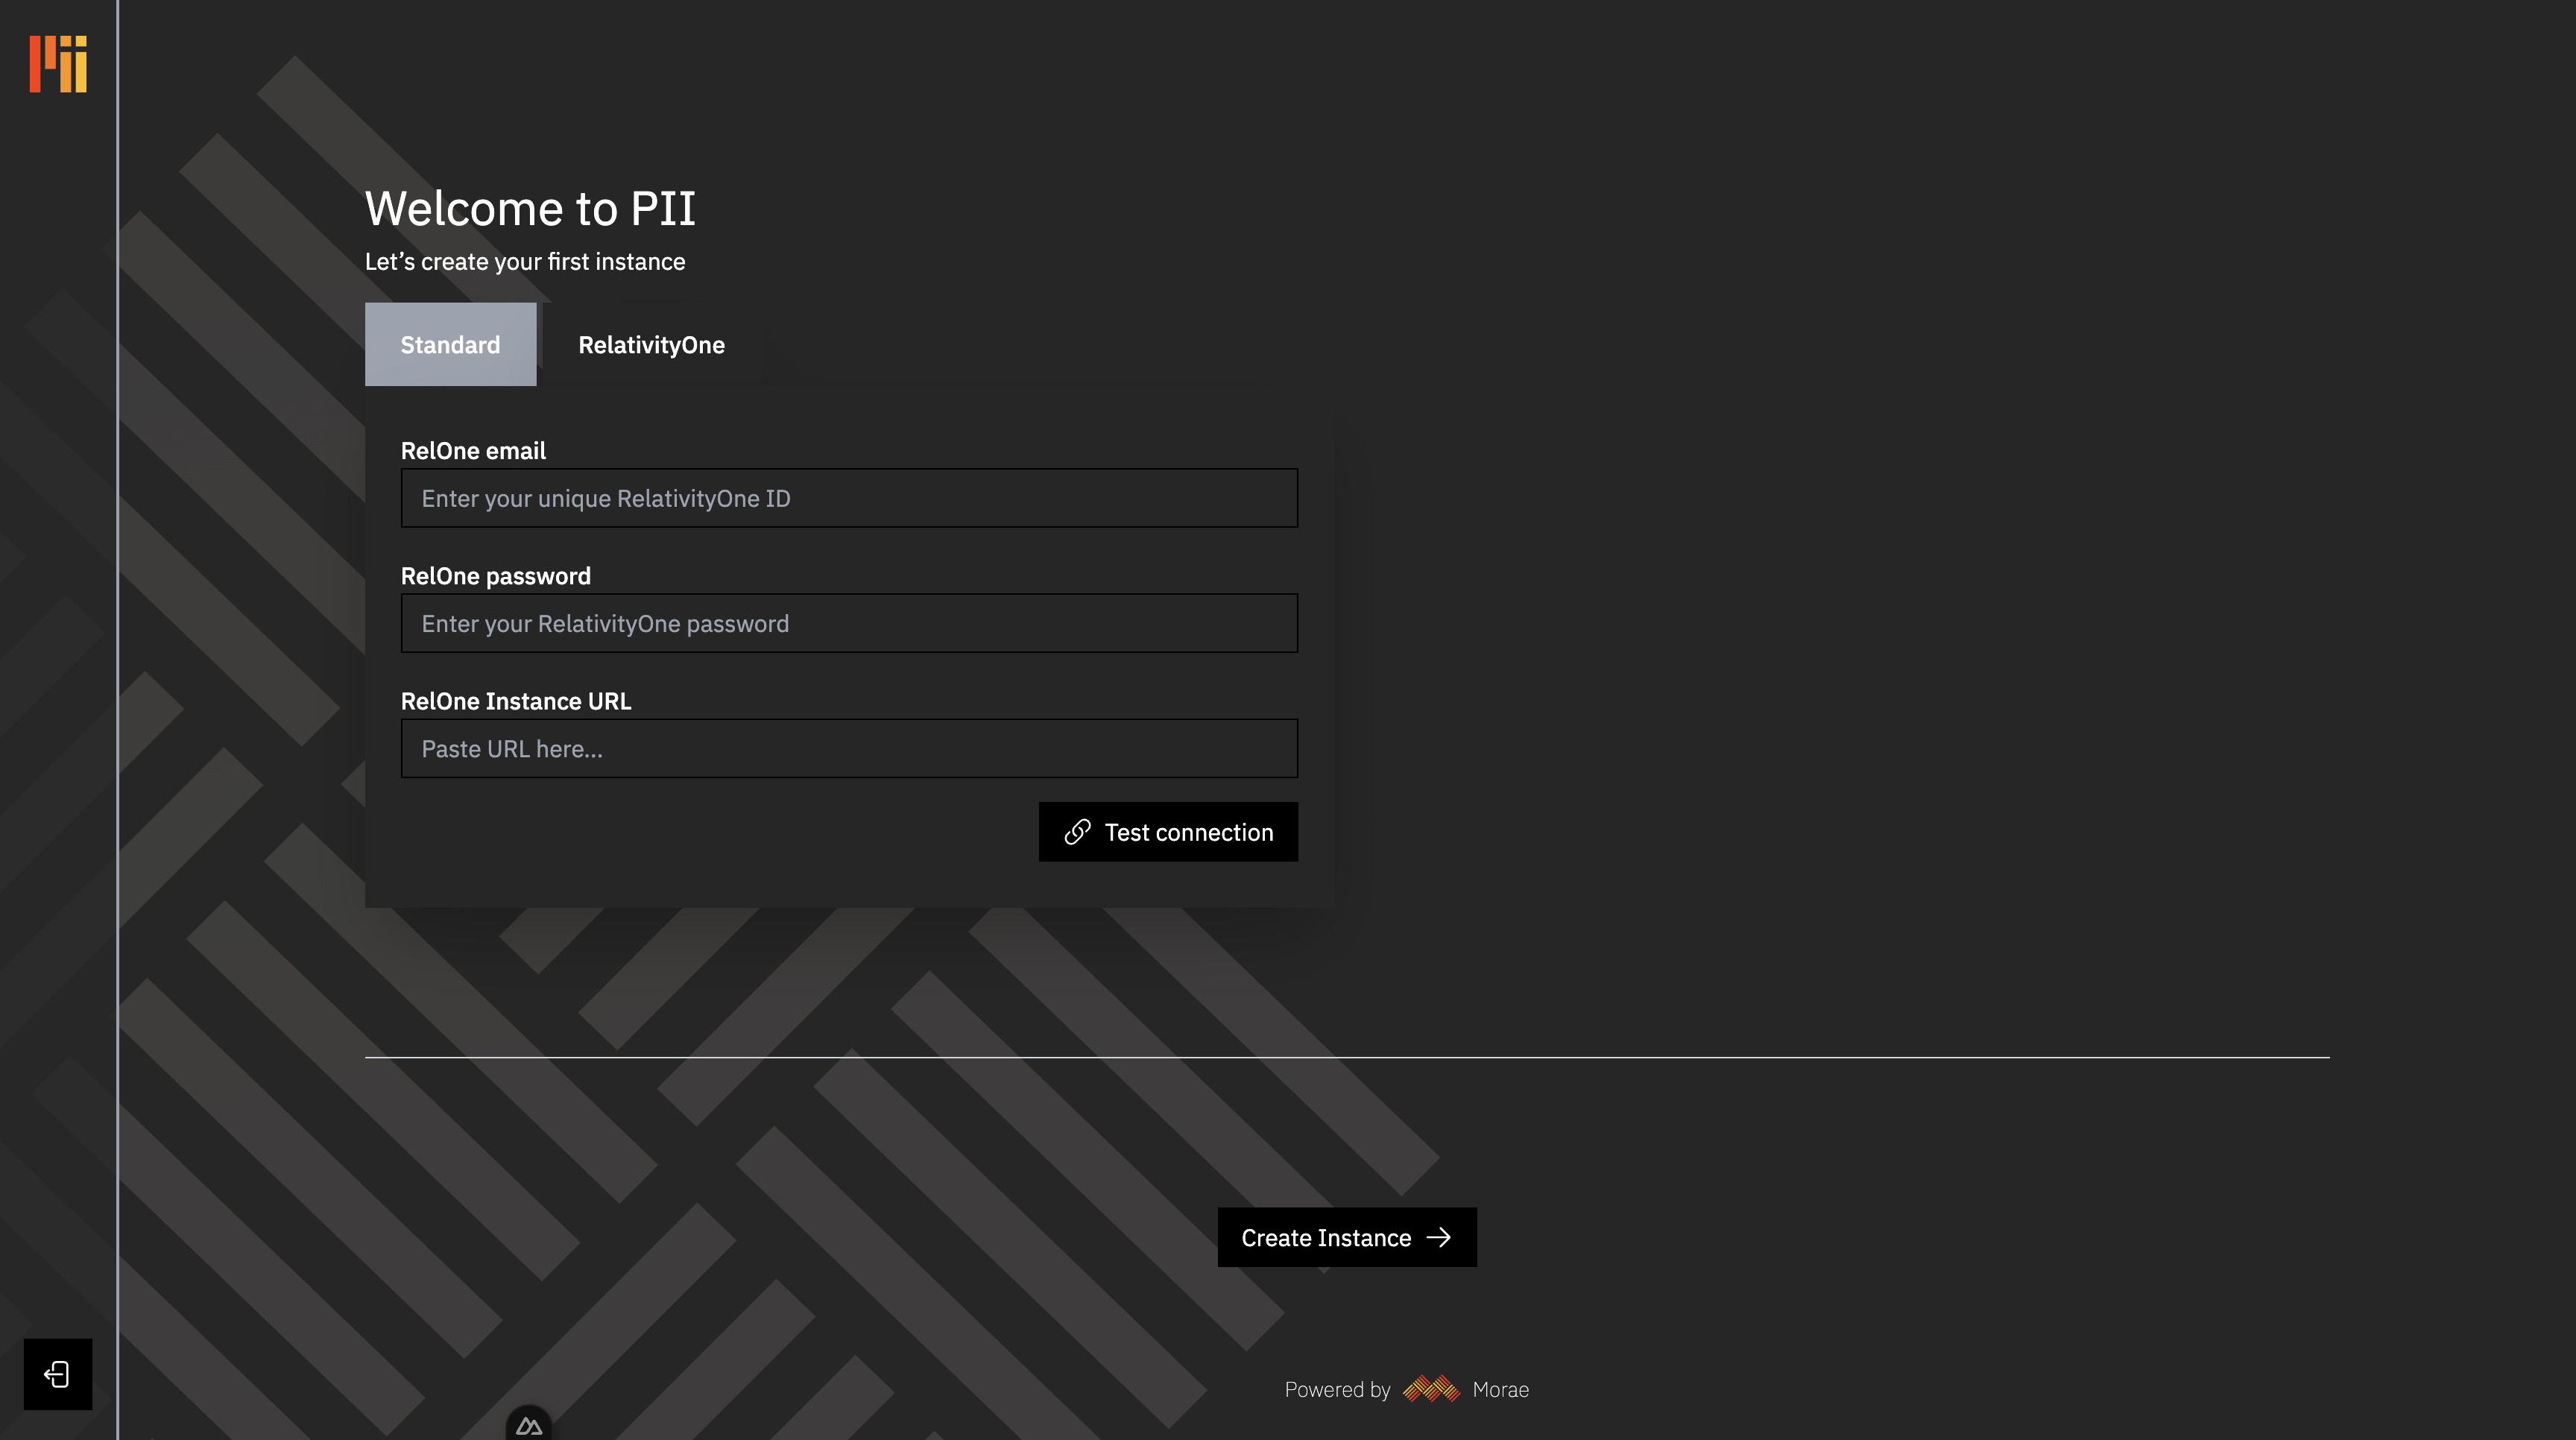 Pii
Welcome to PII
Let’s create your first instance
Standard
RelativityOne
RelOne email
Enter your unique RelativityOne ID
RelOne password
Enter your RelativityOne password
RelOne Instance URL
Paste URL here...
Test connection
Create Instance
Powered by Morae